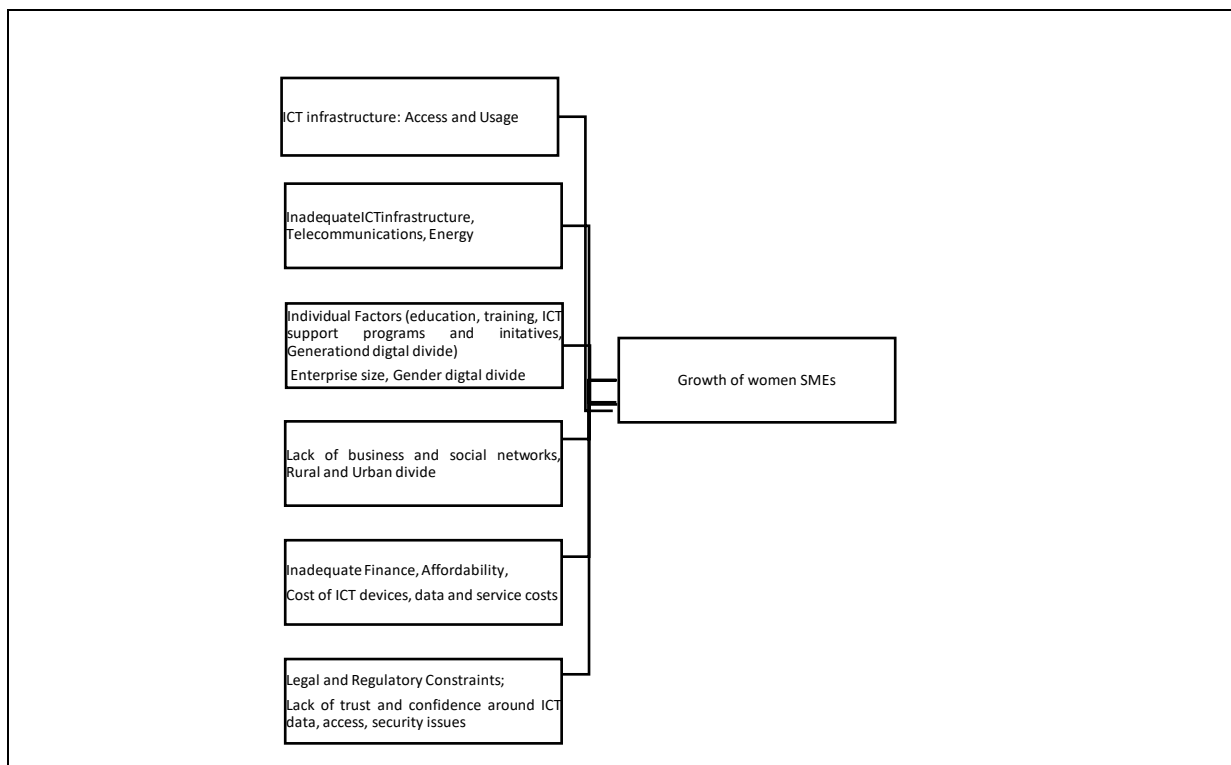 ICT infrastructure: Access and Usage
InadequateICTinfrastructure,
Telecommunications, Energy
Individual Factors (education, training, ICT
support programs and initatives,
Generationd digtal divide)
Enterprise size, Gender digtal divide
Growth of women SMEs
Lack of business and social networks,
Rural and Urban divide
Inadequate Finance, Affordability,
Cost of ICT devices, data and service costs
Legal and Regulatory Constraints;
Lack of trust and confidence around ICT
data, access, security issues